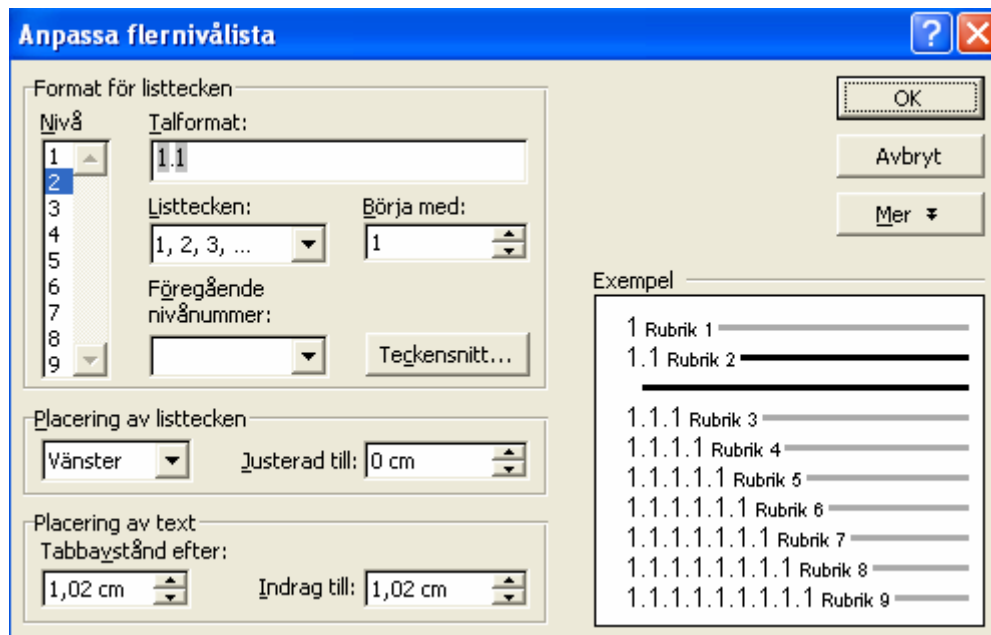 Anpassa flernivålista
Format för listtecken
Nivå
1
2
3
4
5
6
7
8
9
Talformat:
1.1
Listtecken:
1, 2, 3, ...
Börja med:
1
Föregående
nivånummer:
Teckensnitt...
Placering av listtecken
Vänster
Justerad till: 0 cm
Placering av text
Tabbavstånd efter:
1,02 cm
Indrag till: 1,02 cm
OK
Avbryt
Mer
Exempel
1 Rubrik 1
1.1 Rubrik 2
1.1.1 Rubrik 3
1.1.1.1 Rubrik 4
1.1.1.1.1 Rubrik 5
1.1.1.1.1.1 Rubrik 6
1.1.1.1.1.1.1 Rubrik 7
1.1.1.1.1.1.1.1 Rubrik 8
1.1.1.1.1.1.1.1.1 Rubrik 9